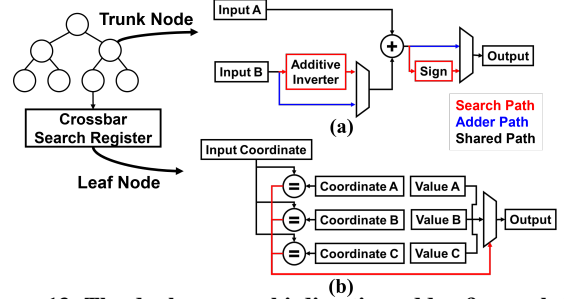 Trunk Node
Input A
Input B
Additive
Inverter
+
Sign
Output
(a)
Search Path
Adder Path
Shared Path
Crossbar
Search Register
Leaf Node
Input Coordinate
= Coordinate A Value A
= Coordinate B Value B
= Coordinate C Value C
Output
(b)